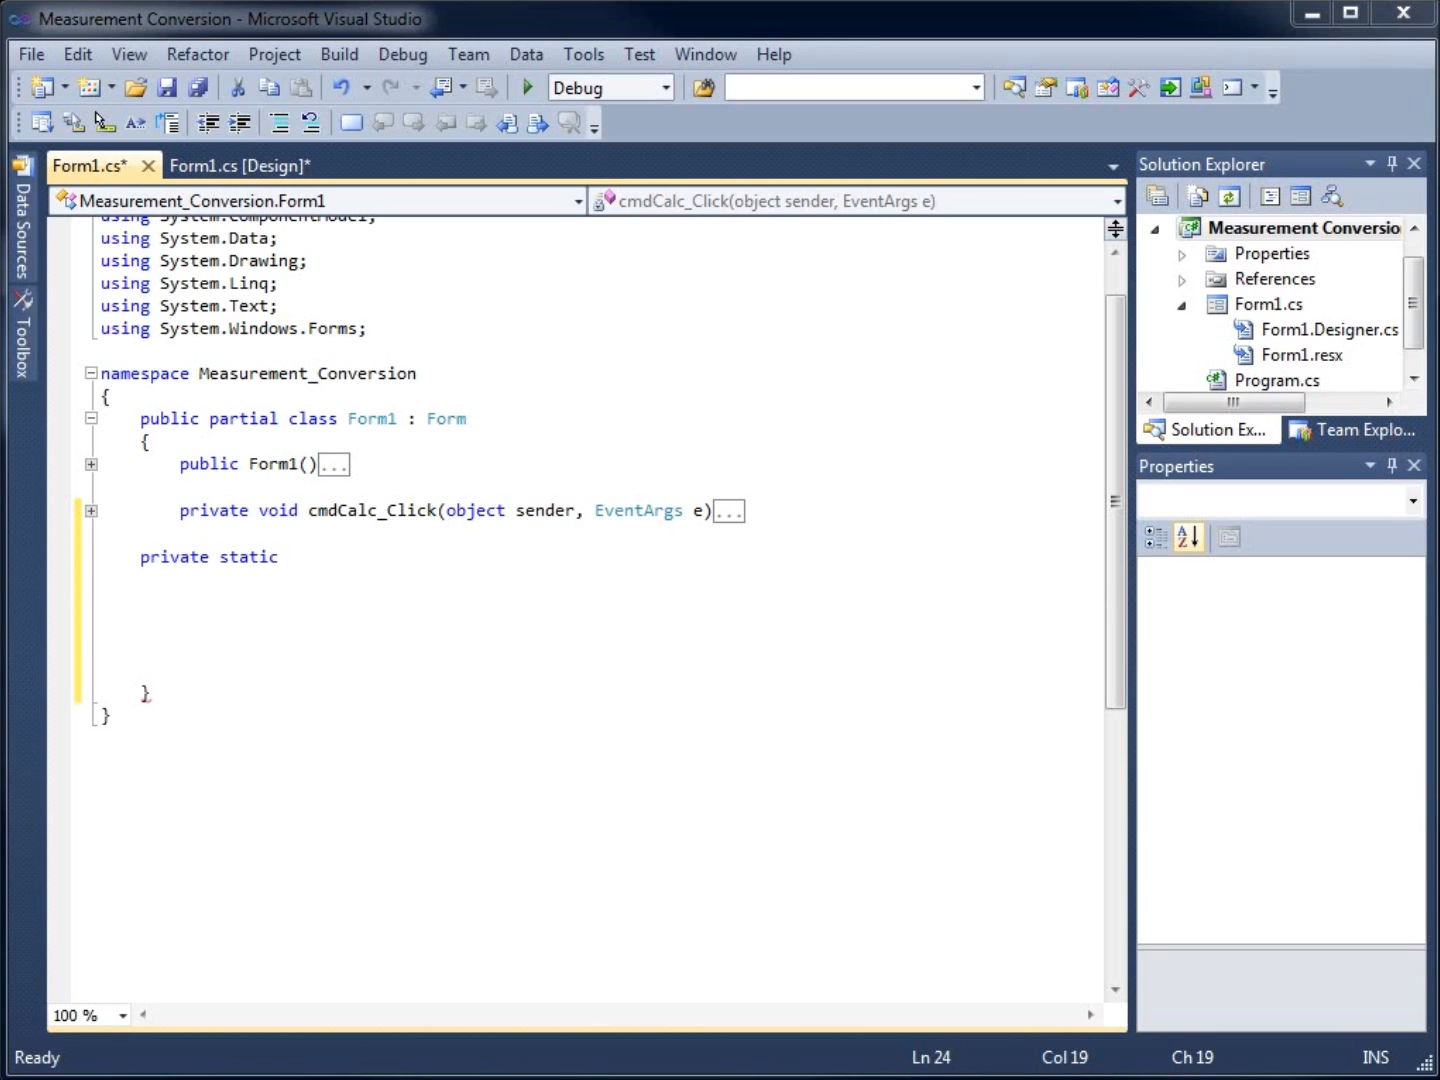 Measurement Conversion - Microsoft Visual Studio
File Edit View Refactor Project Build Debug Team Data Tools Test Window Help
Debug
Form1.cs* Form1.cs [Design]*
Measurement_Conversion.Form1 cmdCalc_Click(object sender, EventArgs e)
using System.ComponentModel;
using System.Data;
using System.Drawing;
using System.Linq;
using System.Text;
using System.Windows.Forms;
namespace Measurement_Conversion
{
public partial class Form1 : Form
{
public Form1()...
private void cmdCalc_Click(object sender, EventArgs e)...
private static
}
}
100 %
Data Sources
Toolbox
Solution Explorer
Measurement Conversio
Properties
References
Form1.cs
Form1.Designer.cs
Form1.resx
Program.cs
Solution Ex... Team Explo...
Properties
Ready Ln 24 Col 19 Ch 19 INS